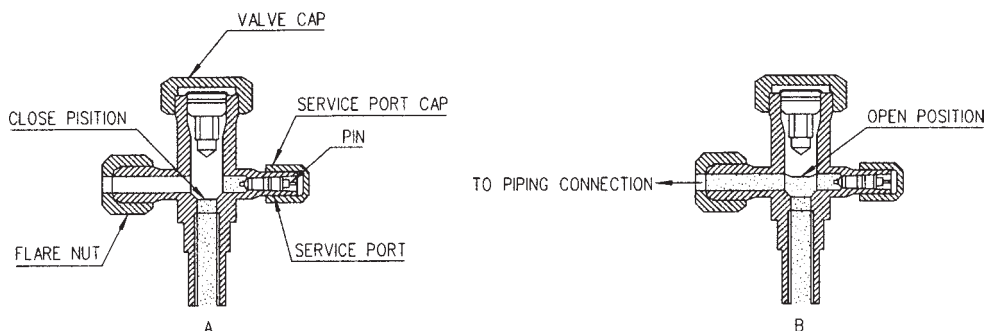 VALVE CAP
CLOSE PISITION
SERVICE PORT CAP
PIN
FLARE NUT
SERVICE PORT
A
OPEN POSITION
TO PIPING CONNECTION
B